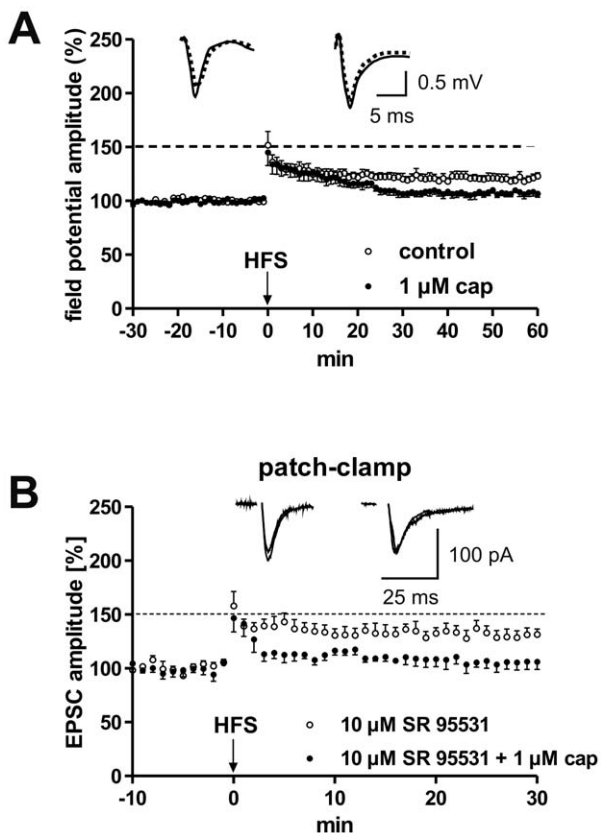 A
field potential amplitude (%)
250
200
150
100
50
0
0.5 mV
5 ms
HFS
control
1 µM cap
-30 -20 -10 0 10 20 30 40 50 60
min
patch-clamp
B
EPSC amplitude [%]
250
200
150
100
50
0
100 pA
25 ms
HFS
10 µM SR 95531
10 µM SR 95531 + 1 µM cap
-10 0 10 20 30
min